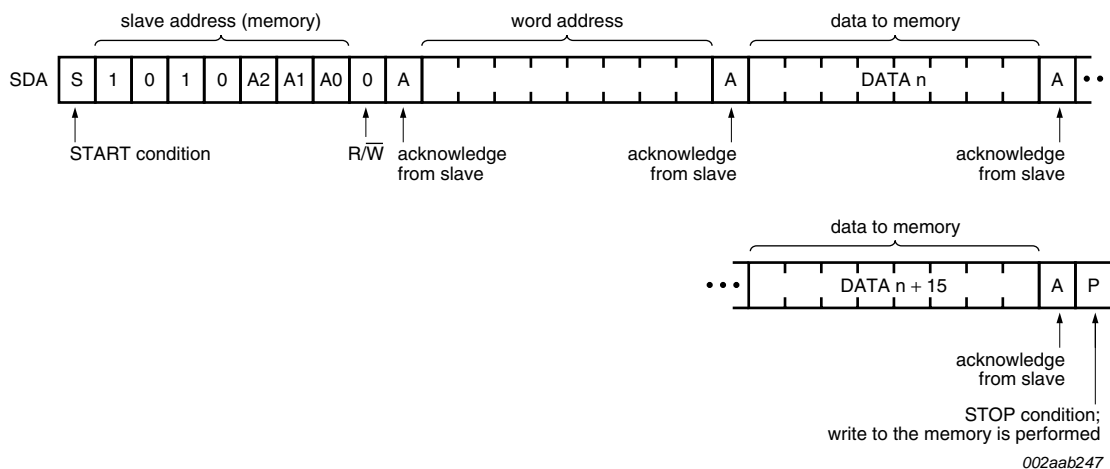 slave address (memory) word address data to memory
SDA S 1 0 1 0 A2 A1 A0 0 A A DATA n A
START condition R/W̅ acknowledge from slave acknowledge from slave acknowledge from slave
data to memory
DATA n + 15 A P
acknowledge
from slave
STOP condition;
write to the memory is performed
002aab247